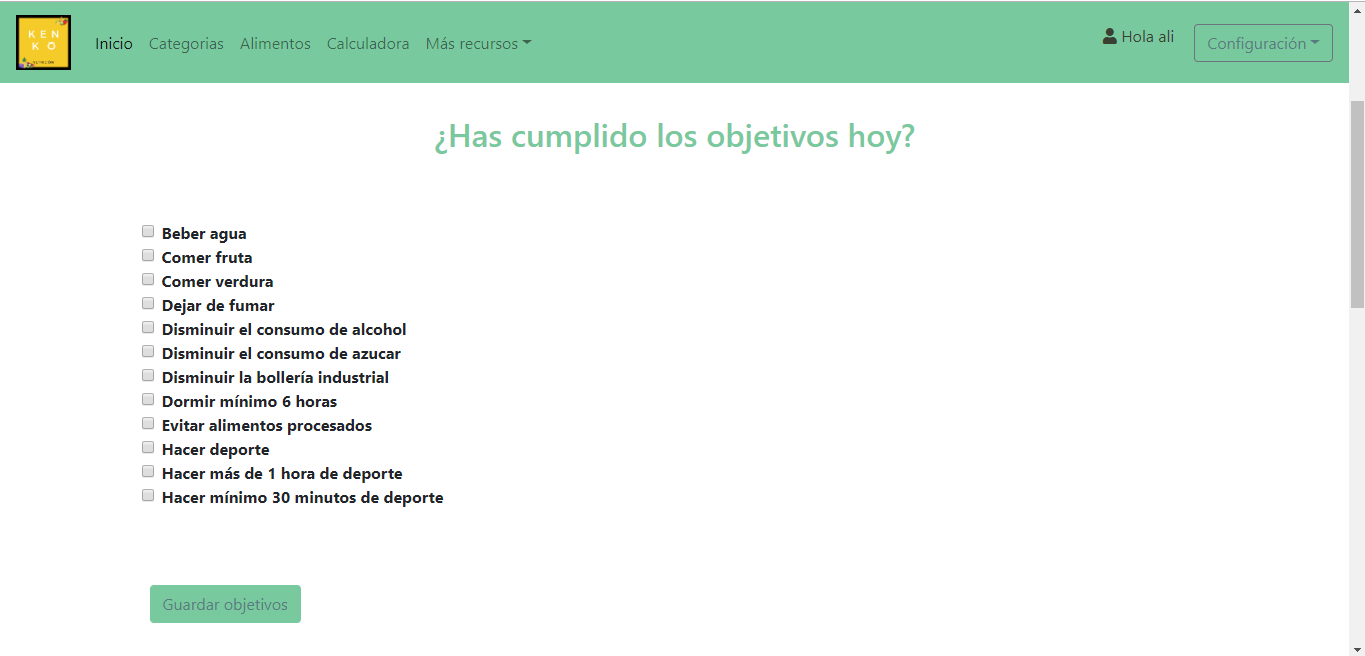 KEN
KO
Inicio Categorias Alimentos Calculadora Más recursos
Hola ali
Configuración
¿Has cumplido los objetivos hoy?
Beber agua
Comer fruta
Comer verdura
Dejar de fumar
Disminuir el consumo de alcohol
Disminuir el consumo de azucar
Disminuir la bollería industrial
Dormir mínimo 6 horas
Evitar alimentos procesados
Hacer deporte
Hacer más de 1 hora de deporte
Hacer mínimo 30 minutos de deporte
Guardar objetivos